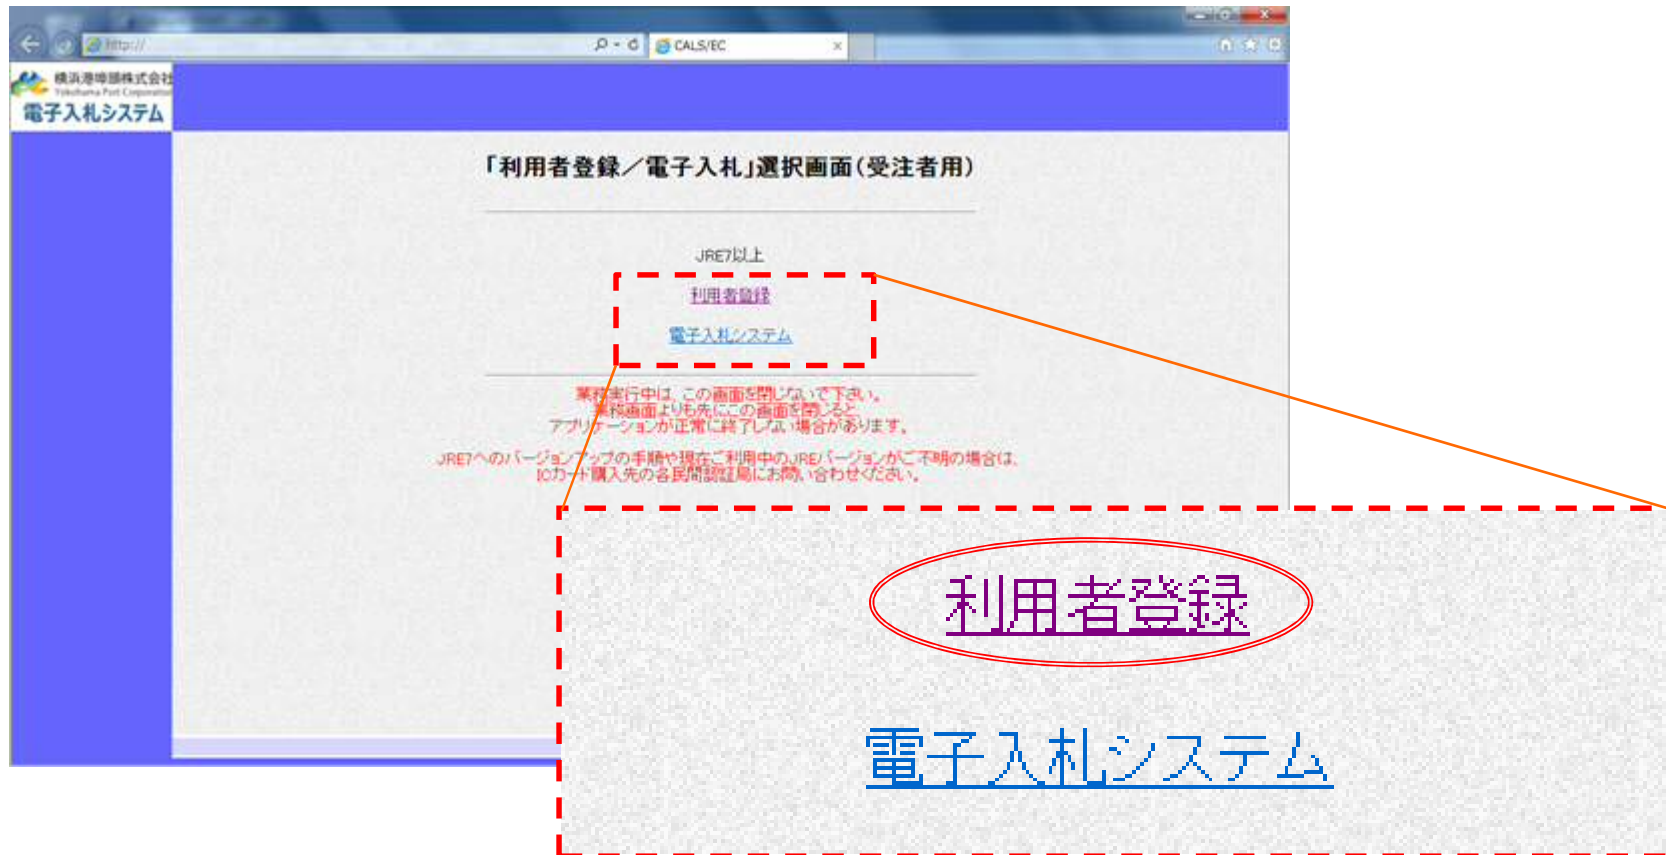 http://
CALS/EC
横浜港埠頭株式会社
Yokohama Port Corporation
電子入札システム
「利用者登録／電子入札」選択画面（受注者用）
JRE7以上
利用者登録
電子入札システム
業務実行中は、この画面を閉じないで下さい。
業務画面よりも先にこの画面を閉じると
アプリケーションが正常に終了しない場合があります。
JRE7へのバージョンアップの手順や現在ご利用中のJREバージョンがご不明の場合は、
ICカード購入先の各民間認証局にお問い合わせください。
利用者登録
電子入札システム